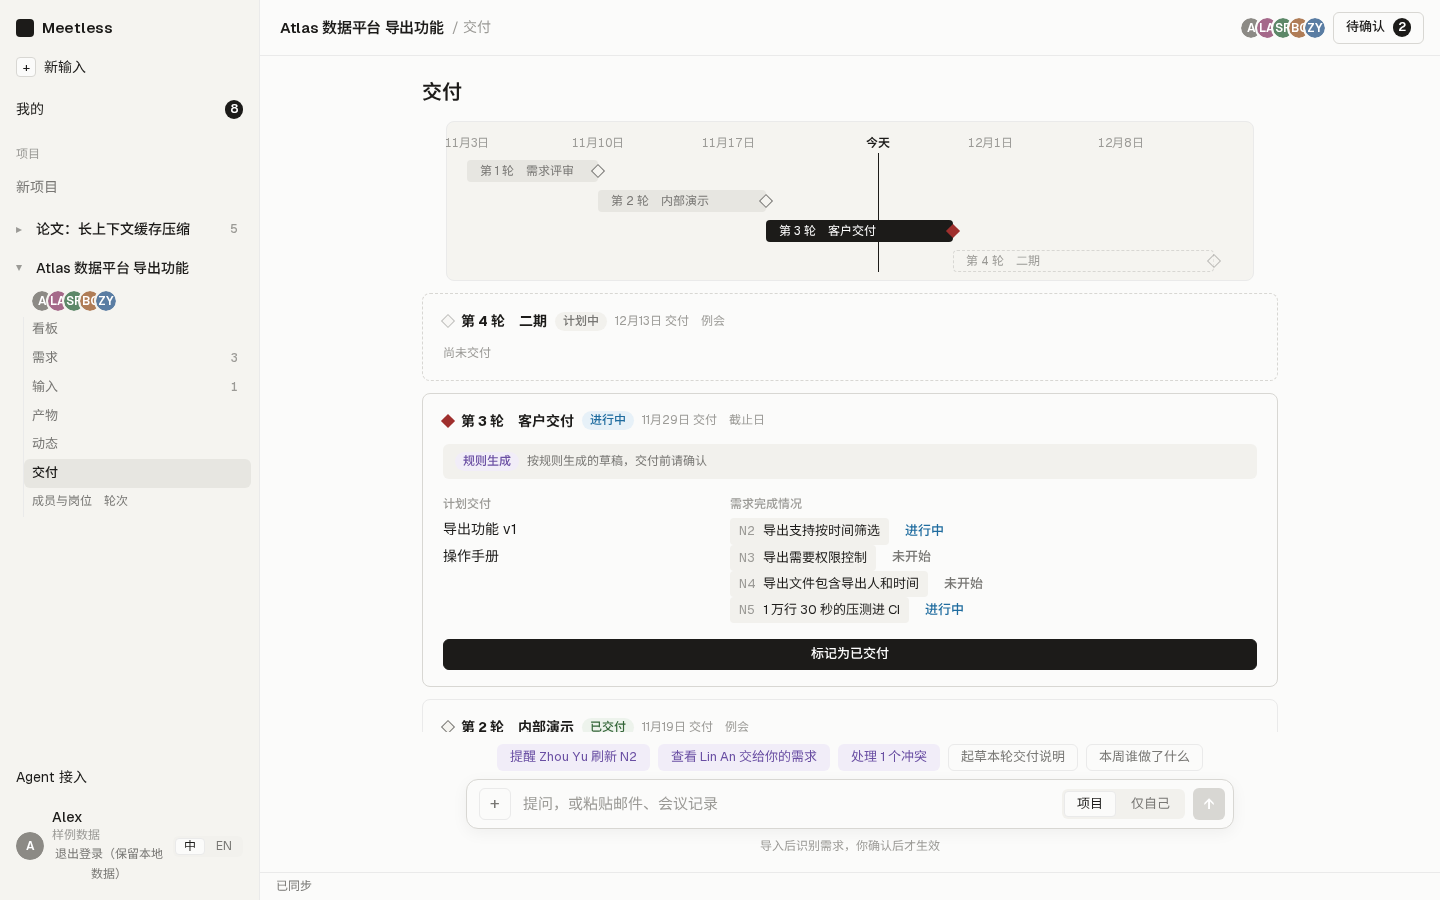 Meetless
+ 新输入
我的 8
项目
新项目
▸ 论文：长上下文缓存压缩 5
▾ Atlas 数据平台 导出功能
A LA SF BC ZY
看板
需求 3
输入 1
产物
动态
交付
成员与岗位 轮次
Agent 接入
A Alex
样例数据
退出登录（保留本地数据）
中 EN
Atlas 数据平台 导出功能 / 交付
A LA SF BC ZY
待确认 2
交付
11月3日 11月10日 11月17日 今天 12月1日 12月8日
第 1 轮 需求评审
第 2 轮 内部演示
第 3 轮 客户交付
第 4 轮 二期
第 4 轮 二期 计划中 12月13日 交付 例会
尚未交付
第 3 轮 客户交付 进行中 11月29日 交付 截止日
规则生成 按规则生成的草稿，交付前请确认
计划交付
导出功能 v1
操作手册
需求完成情况
N2 导出支持按时间筛选 进行中
N3 导出需要权限控制 未开始
N4 导出文件包含导出人和时间 未开始
N5 1 万行 30 秒的压测进 CI 进行中
标记为已交付
第 2 轮 内部演示 已交付 11月19日 交付 例会
提醒 Zhou Yu 刷新 N2 查看 Lin An 交给你的需求 处理 1 个冲突 起草本轮交付说明 本周谁做了什么
+ 提问，或粘贴邮件、会议记录 项目 仅自己
导入后识别需求，你确认后才生效
已同步